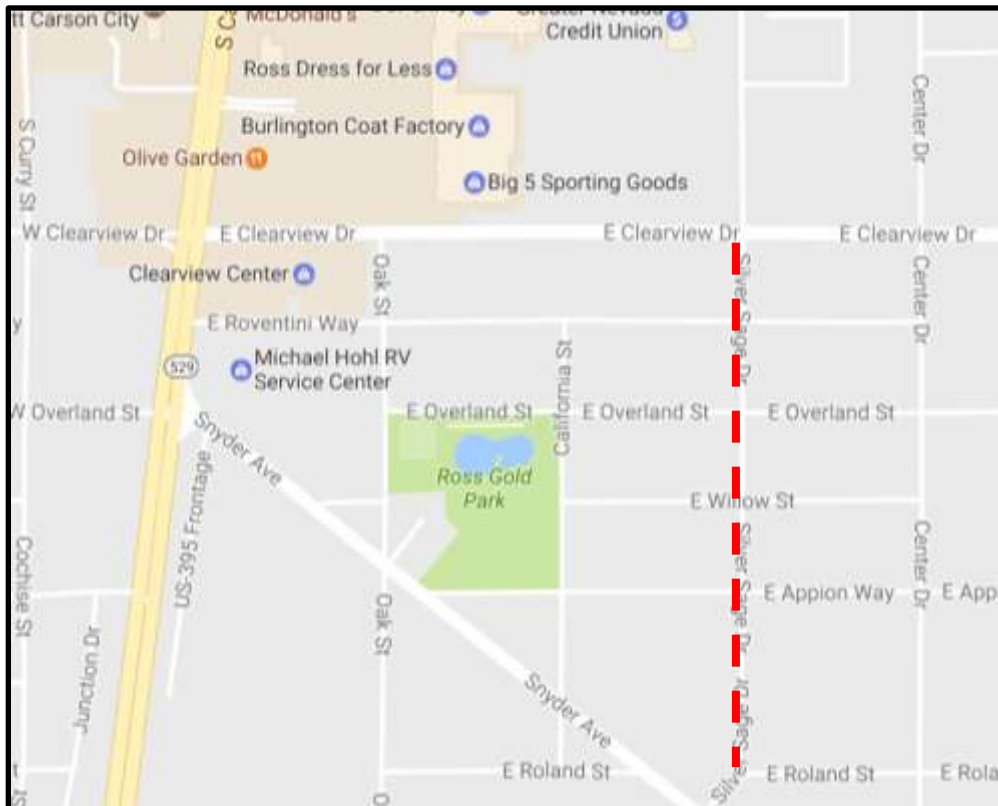 tt Carson City
McDonald's
Greater Nevada
Credit Union
S Ca
Ross Dress for Less
Center Dr
S Curry St
Burlington Coat Factory
Olive Garden
Big 5 Sporting Goods
W Clearview Dr
E Clearview Dr
E Clearview Dr
E Clearview Dr
Clearview Center
Oak St
Silver Sage Dr
Center Dr
y
E Roventini Way
529
Michael Hohl RV
Service Center
California St
W Overland St
E Overland St
E Overland St
E Overland St
Snyder Ave
Ross Gold
Park
US-395 Frontage
E Willow St
Cochise St
Silver Sage Dr
Center Dr
E Appion Way
E App
Oak St
Junction Dr
Snyder Ave
Silver Sage Dr
E Roland St
E Roland St
E Rola